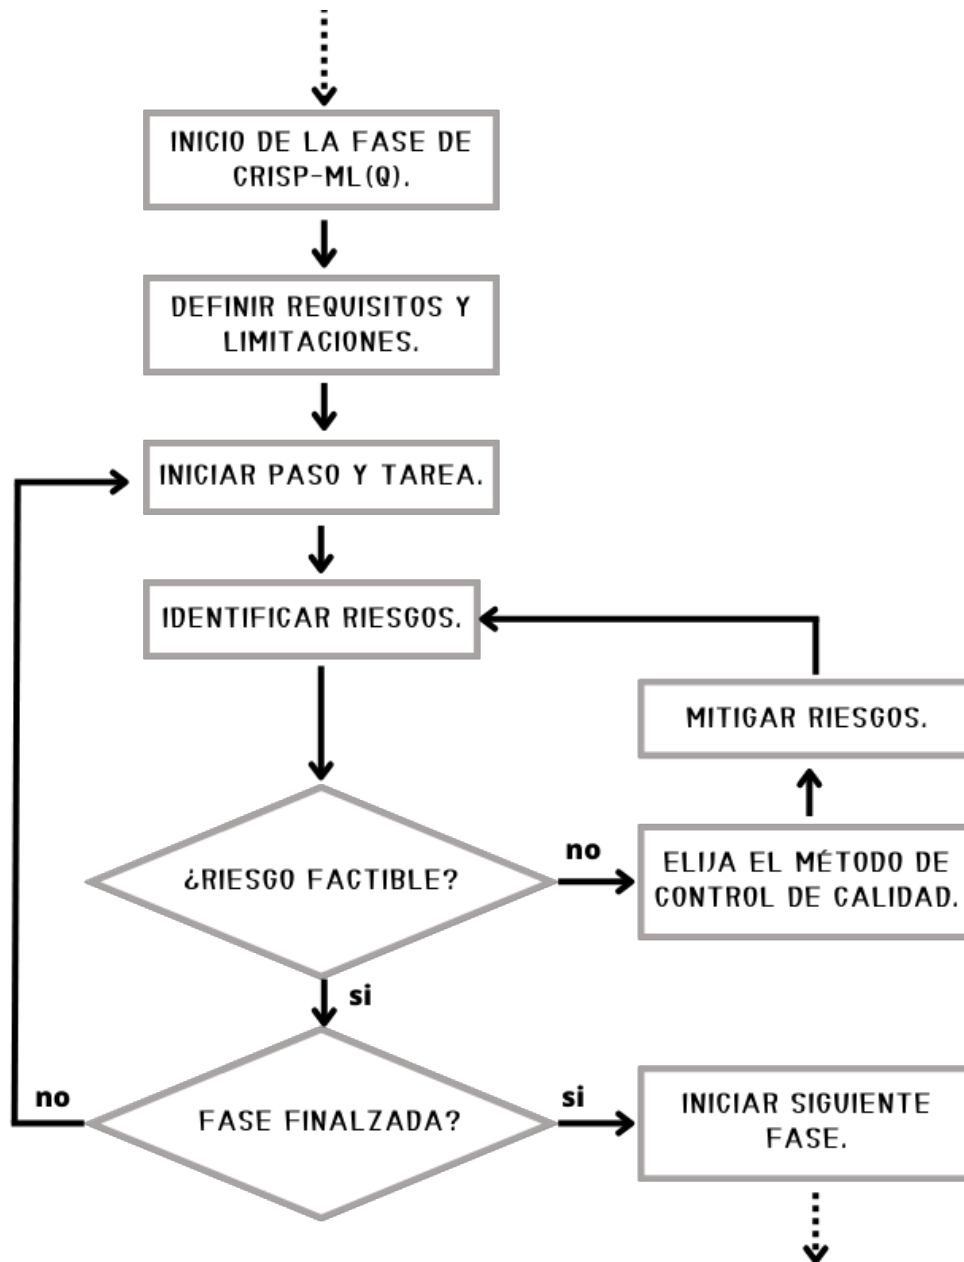 INICIO DE LA FASE DE
CRISP-ML(Q).
DEFINIR REQUISITOS Y
LIMITACIONES.
INICIAR PASO Y TAREA.
IDENTIFICAR RIESGOS.
MITIGAR RIESGOS.
¿RIESGO FACTIBLE?
no
ELIJA EL MÉTODO DE
CONTROL DE CALIDAD.
si
no
FASE FINALZADA?
si
INICIAR SIGUIENTE
FASE.